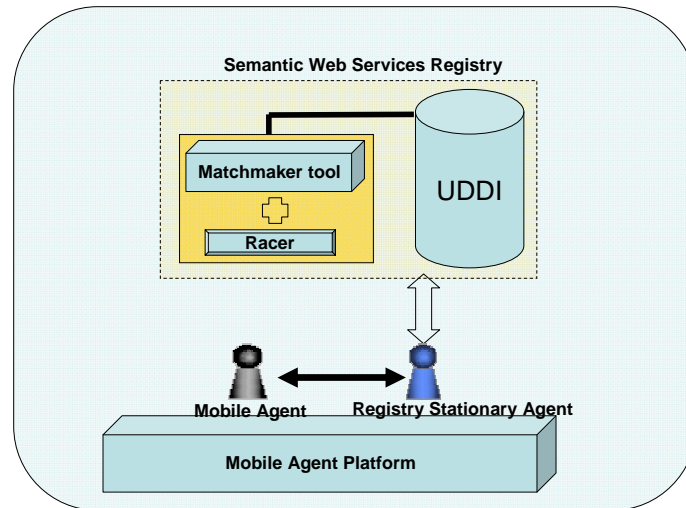 Semantic Web Services Registry
Matchmaker tool
UDDI
Racer
Mobile Agent
Registry Stationary Agent
Mobile Agent Platform